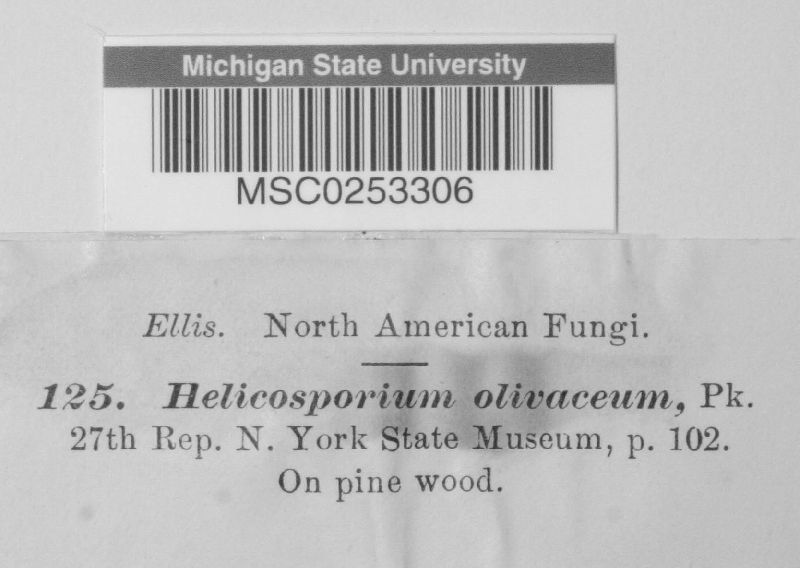 Michigan State University
MSC0253306
Ellis. North American Fungi.
125. Helicosporium olivaceum, Pk.
27th Rep. N. York State Museum, p. 102.
On pine wood.